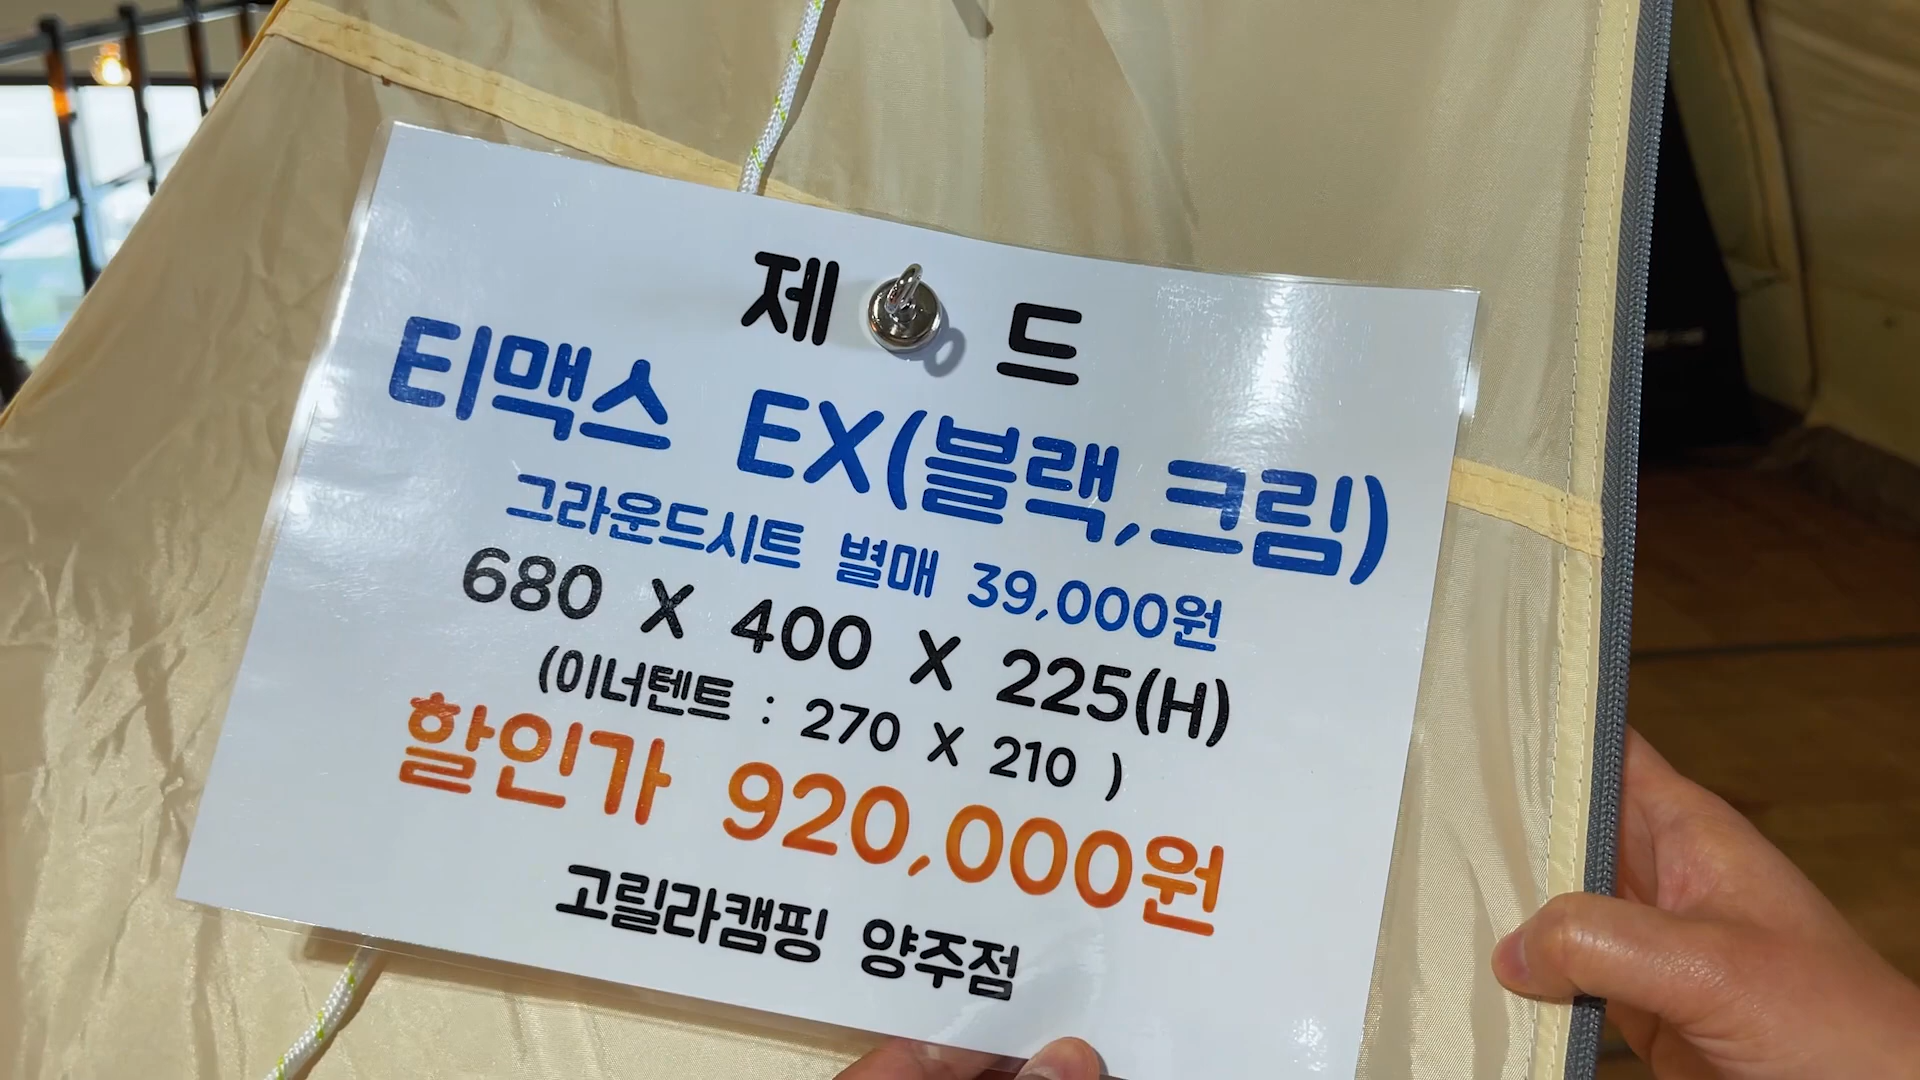 제 드
티맥스 EX(블랙,크림)
그라운드시트 별매 39,000원
680 X 400 X 225(H)
(이너텐트 : 270 X 210 )
할인가 920,000원
고릴라캠핑 양주점